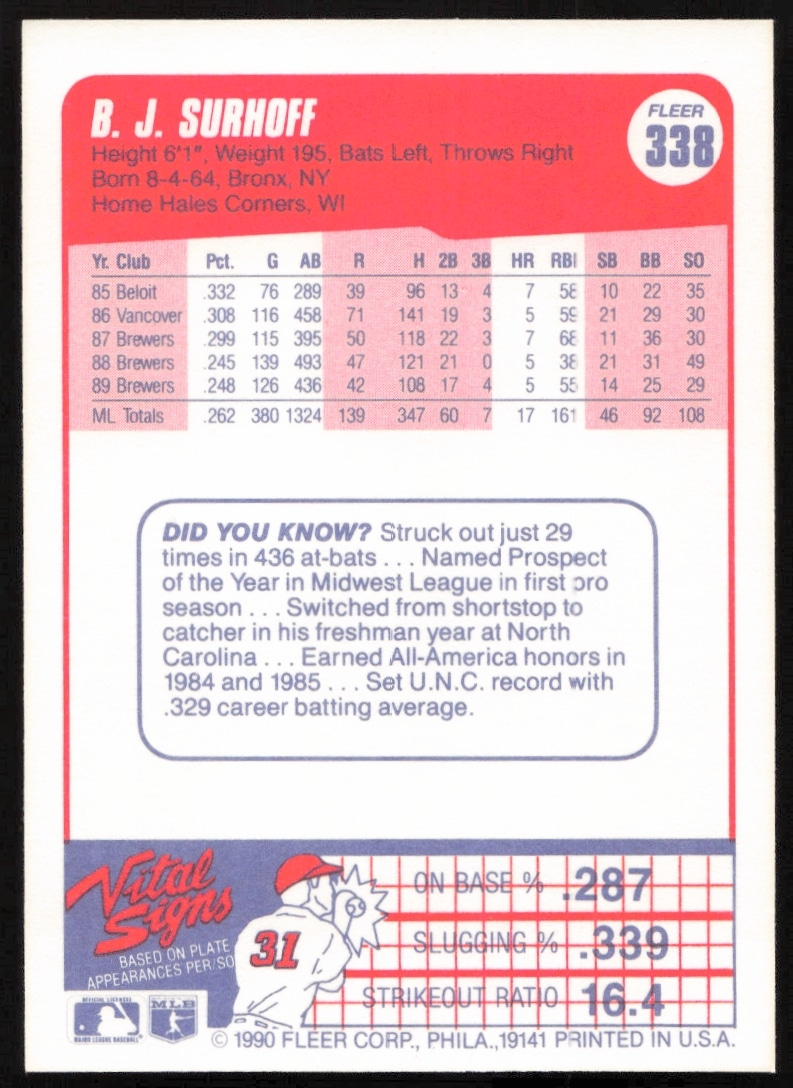 B. J. SURHOFF
FLEER
338
Height 6'1", Weight 195, Bats Left, Throws Right
Born 8-4-64, Bronx, NY
Home Hales Corners, WI
Yr. Club Pct. G AB R H 2B 3B HR RBI SB BB SO
85 Beloit .332 76 289 39 96 13 4 7 58 10 22 35
86 Vancover .308 116 458 71 141 19 3 5 59 21 29 30
87 Brewers .299 115 395 50 118 22 3 7 68 11 36 30
88 Brewers .245 139 493 47 121 21 0 5 38 21 31 49
89 Brewers .248 126 436 42 108 17 4 5 55 14 25 29
ML Totals .262 380 1324 139 347 60 7 17 161 46 92 108
DID YOU KNOW? Struck out just 29
times in 436 at-bats . . . Named Prospect
of the Year in Midwest League in first pro
season . . . Switched from shortstop to
catcher in his freshman year at North
Carolina . . . Earned All-America honors in
1984 and 1985 . . . Set U.N.C. record with
.329 career batting average.
Vital
Signs
BASED ON PLATE
APPEARANCES PER/SO
31
ON BASE % .287
SLUGGING % .339
STRIKEOUT RATIO 16.4
OFFICIAL LICENSEE
MAJOR LEAGUE BASEBALL
MLB
© 1990 FLEER CORP., PHILA.,19141 PRINTED IN U.S.A.